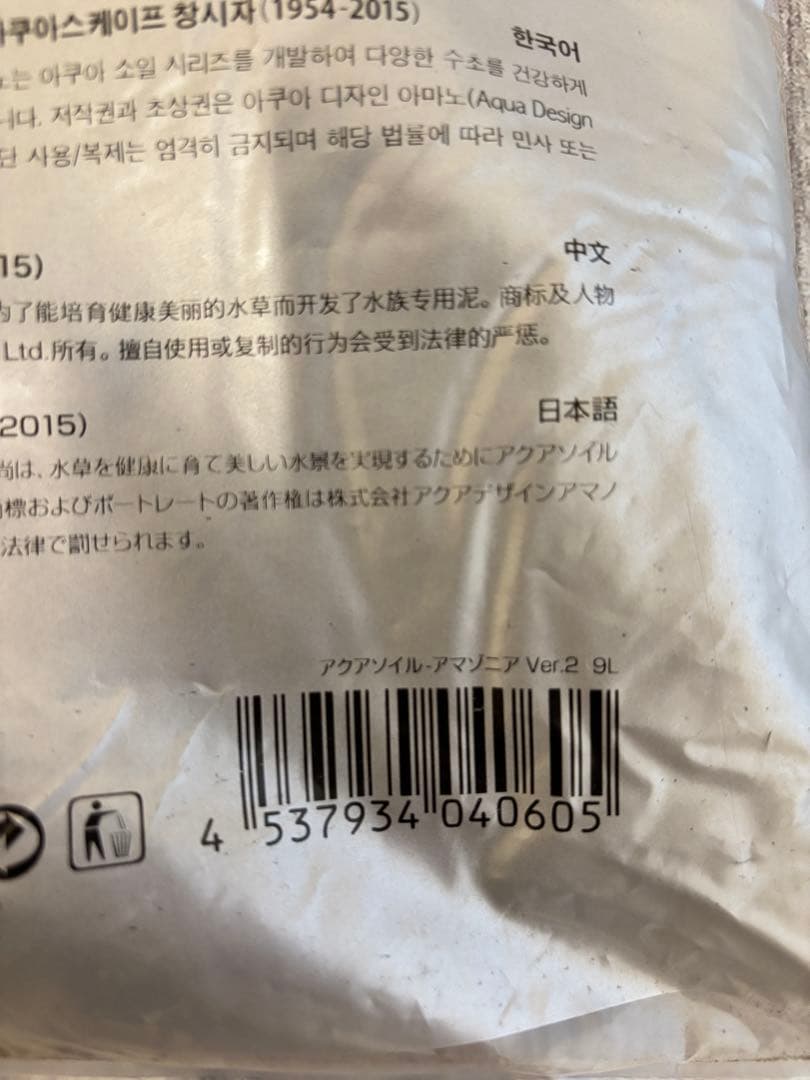 아쿠아스케이프 창시자(1954-2015)
한국어
는 아쿠아 소일 시리즈를 개발하여 다양한 수초를 건강하게
니다. 저작권과 초상권은 아쿠아 디자인 아마노(Aqua Design
단 사용/복제는 엄격히 금지되며 해당 법률에 따라 민사 또는
15)
中文
为了能培育健康美丽的水草而开发了水族专用泥。商标及人物
Ltd.所有。擅自使用或复制的行为会受到法律的严惩。
2015)
日本語
尚は、水草を健康に育て美しい水景を実現するためにアクアソイル
標およびポートレートの著作権は株式会社アクアデザインアマノ
法律で罰せられます。
アクアソイル-アマゾニア Ver.2 9L
4 537934 040605